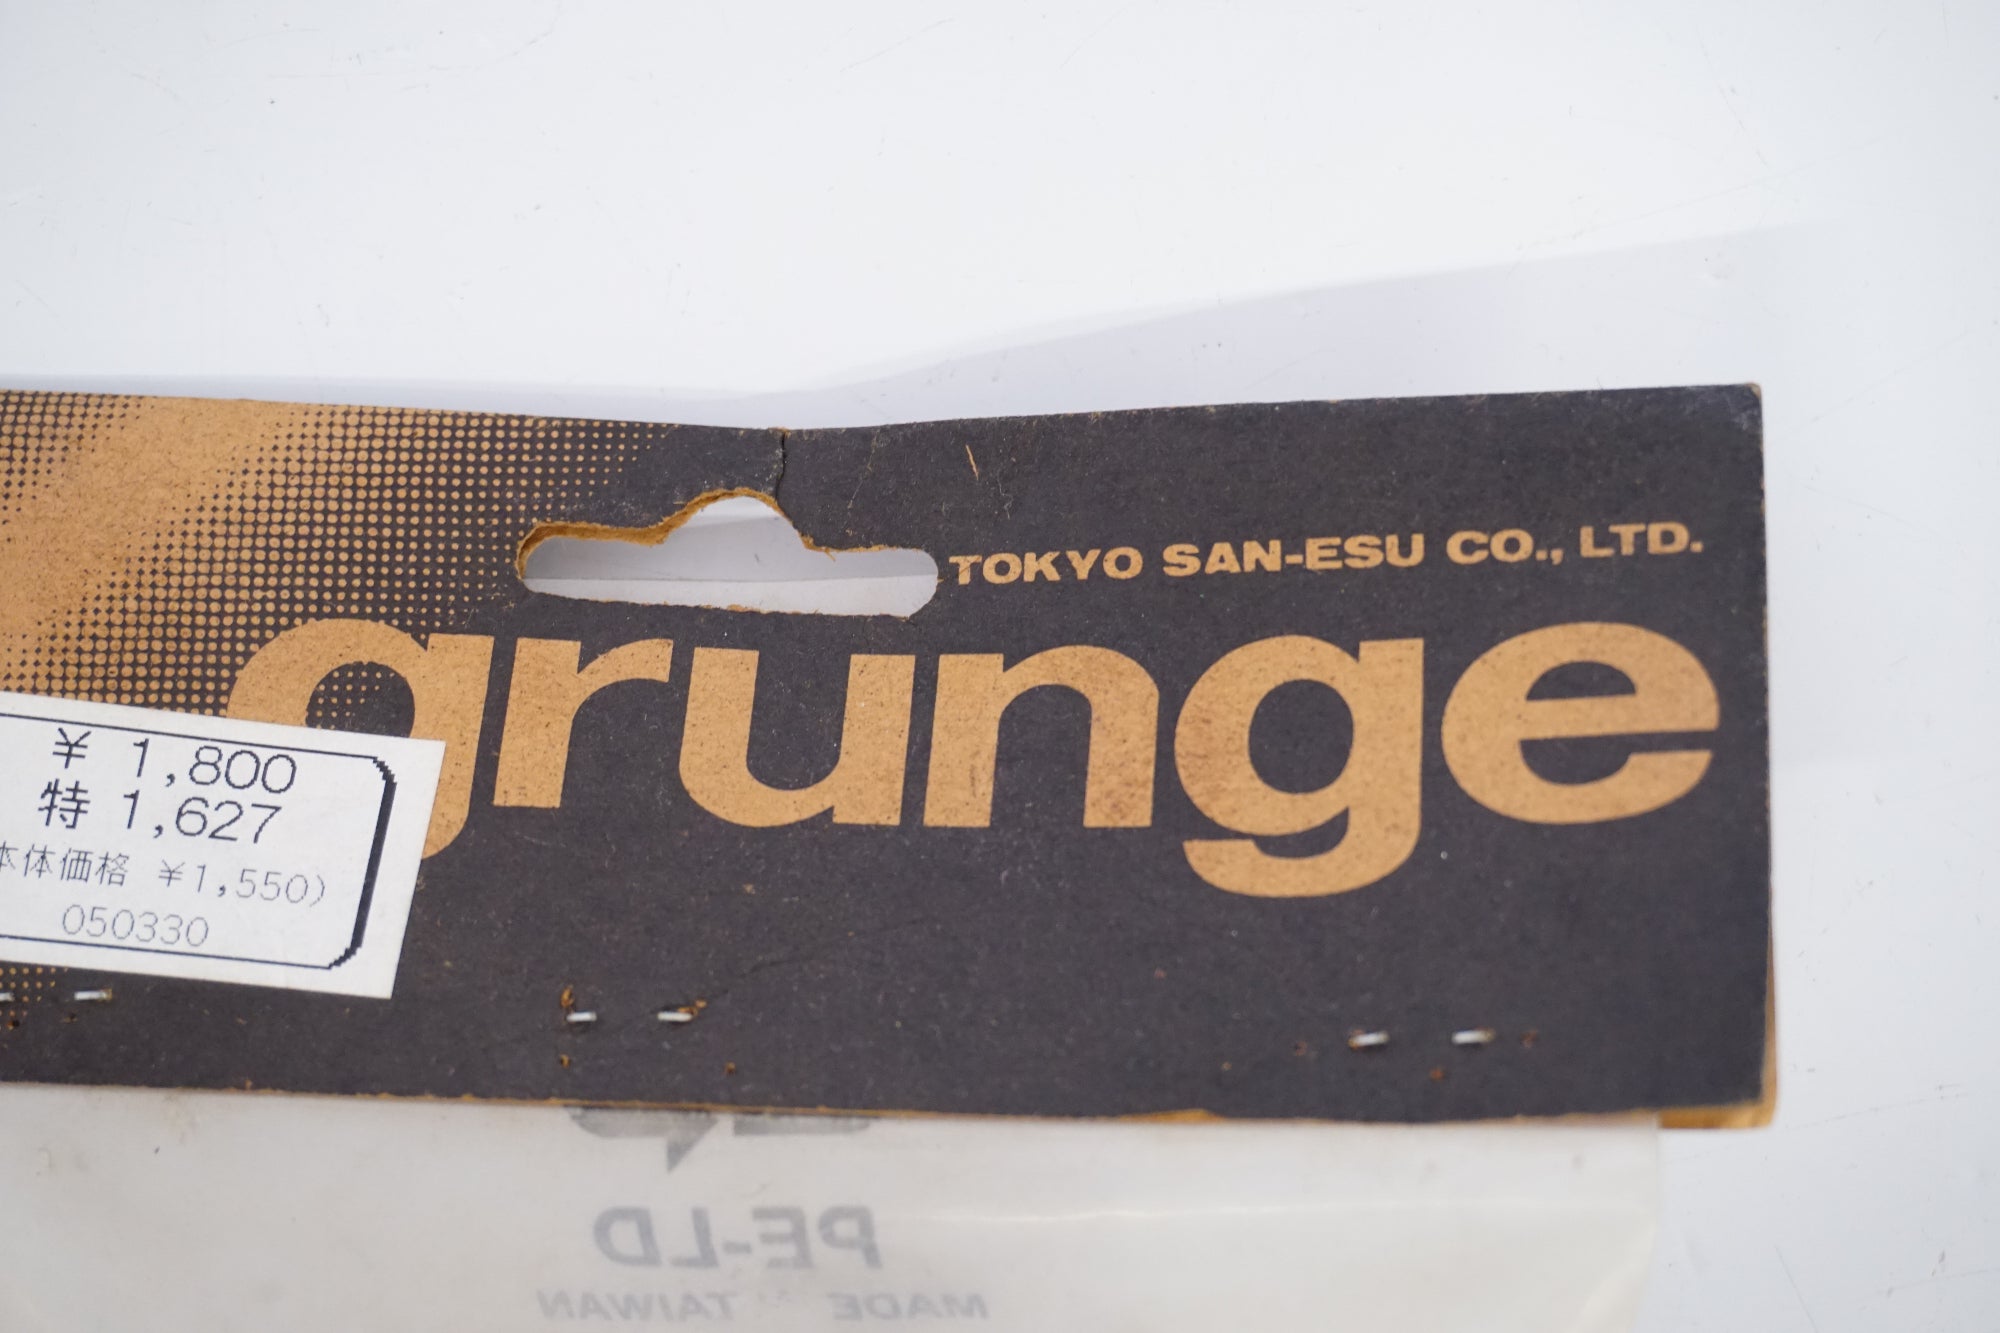 TOKYO SAN-ESU CO., LTD.
grunge
¥ 1,800
特 1,627
本体価格 ¥1,550)
050330
PE-LD
MADE TAIWAN